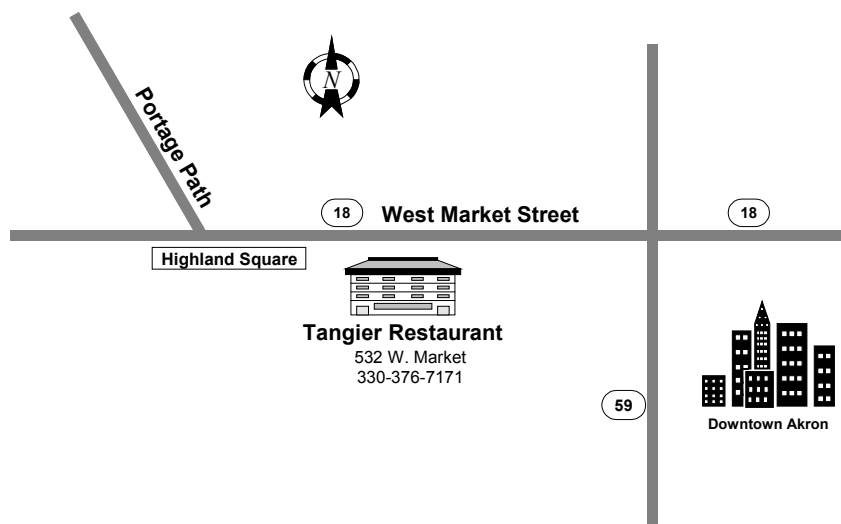 N
Portage Path
18
West Market Street
18
Highland Square
Tangier Restaurant
532 W. Market
330-376-7171
59
Downtown Akron